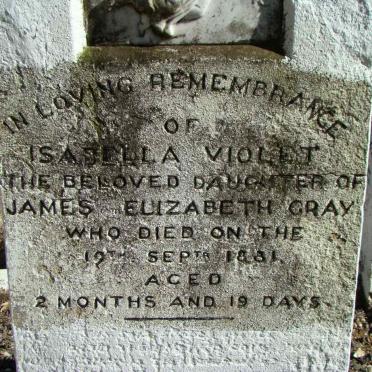 IN LOVING REMEMBRANCE
OF
ISABELLA VIOLET
THE BELOVED DAUGHTER OF
JAMES ELIZABETH GRAY
WHO DIED ON THE
19TH SEPTR 1881.
AGED
2 MONTHS AND 19 DAYS.